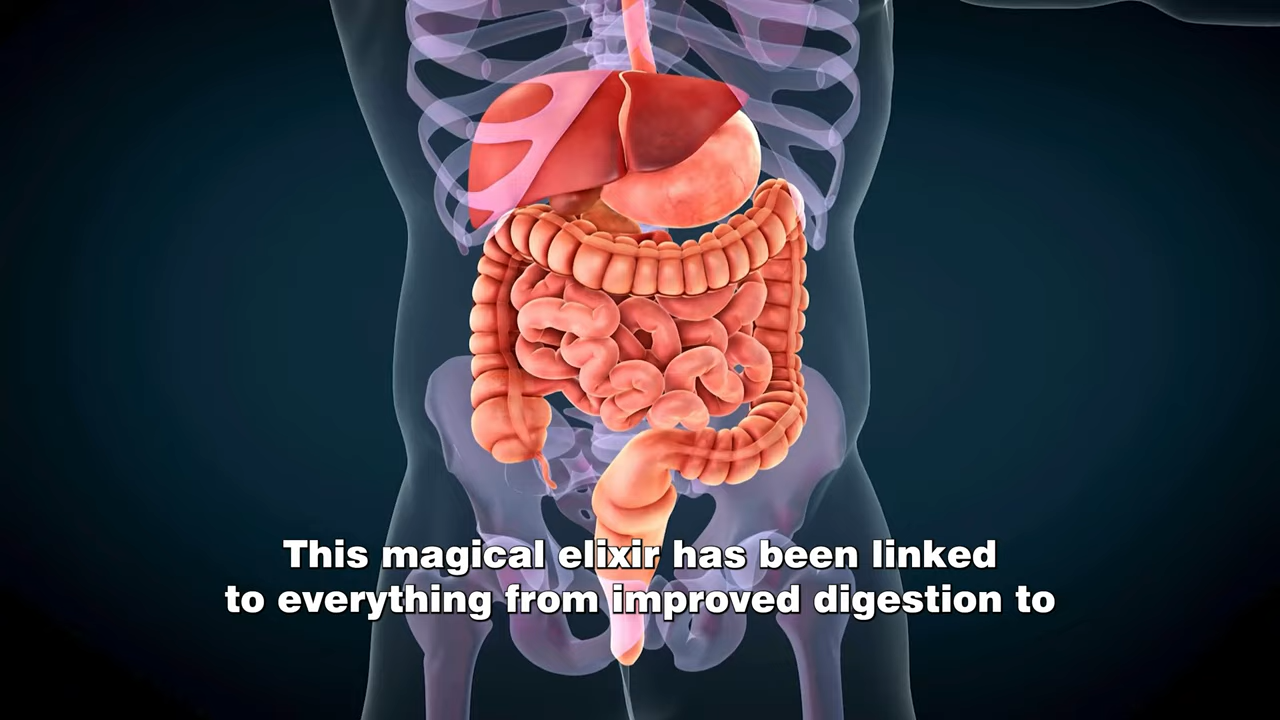 This magical elixir has been linked
to everything from improved digestion to